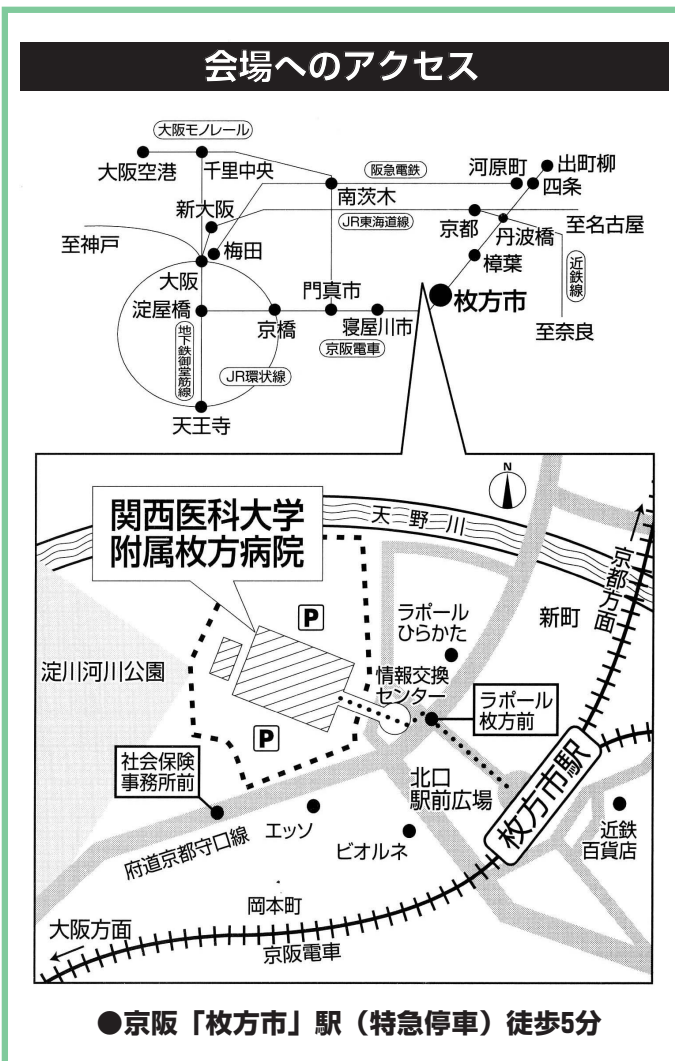 会場へのアクセス
大阪モノレール
大阪空港
千里中央
阪急電鉄
河原町
出町柳
四条
南茨木
新大阪
JR東海道線
京都
丹波橋
至名古屋
至神戸
梅田
大阪
樟葉
近鉄線
門真市
枚方市
淀屋橋
京橋
寝屋川市
至奈良
地下鉄御堂筋線
京阪電車
JR環状線
天王寺
N
関西医科大学
附属枚方病院
天野川
京都方面
P
ラポール
ひらかた
新町
淀川河川公園
情報交換
センター
ラポール
枚方前
P
社会保険
事務所前
北口
駅前広場
枚方市駅
エッソ
ビオルネ
近鉄
百貨店
府道京都守口線
岡本町
大阪方面
京阪電車
●京阪「枚方市」駅（特急停車）徒歩5分